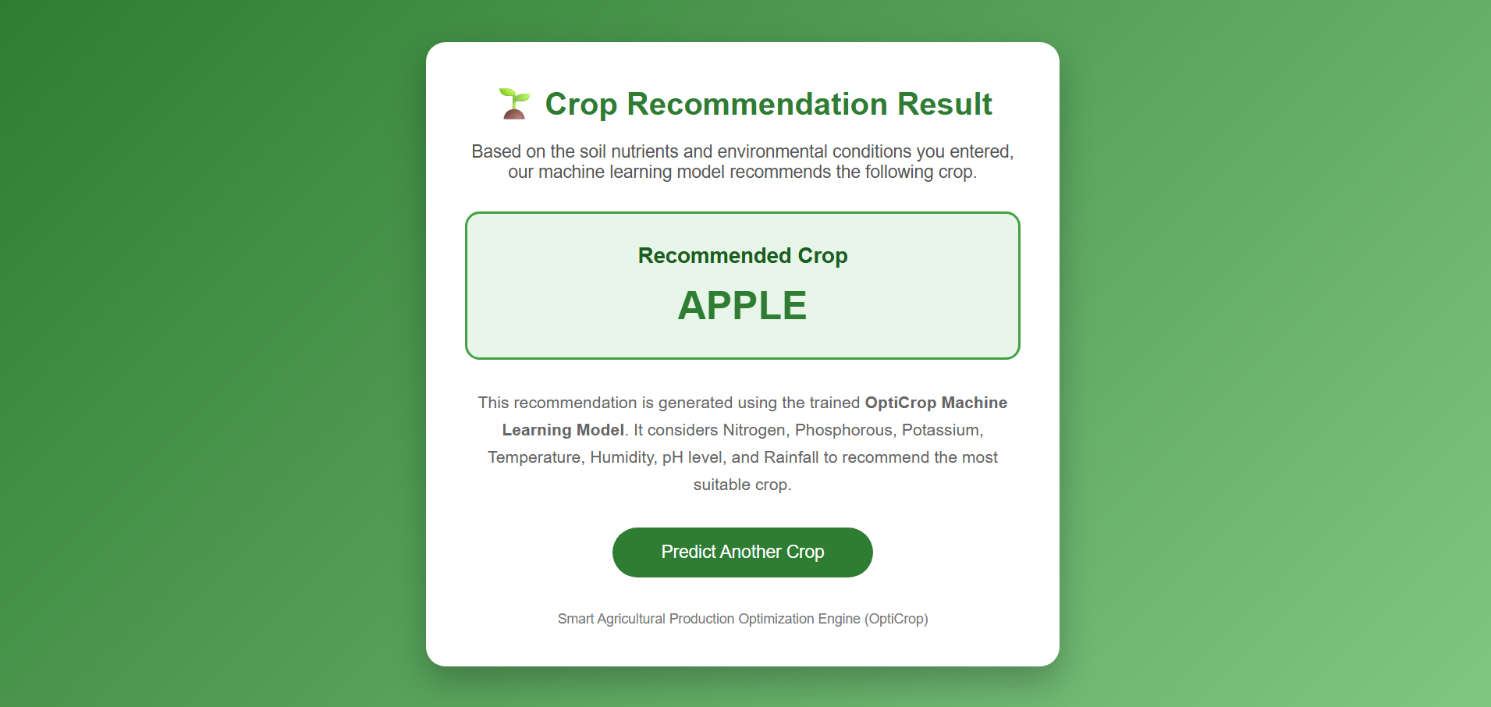 Crop Recommendation Result
Based on the soil nutrients and environmental conditions you entered,
our machine learning model recommends the following crop.
Recommended Crop
APPLE
This recommendation is generated using the trained OptiCrop Machine
Learning Model. It considers Nitrogen, Phosphorous, Potassium,
Temperature, Humidity, pH level, and Rainfall to recommend the most
suitable crop.
Predict Another Crop
Smart Agricultural Production Optimization Engine (OptiCrop)